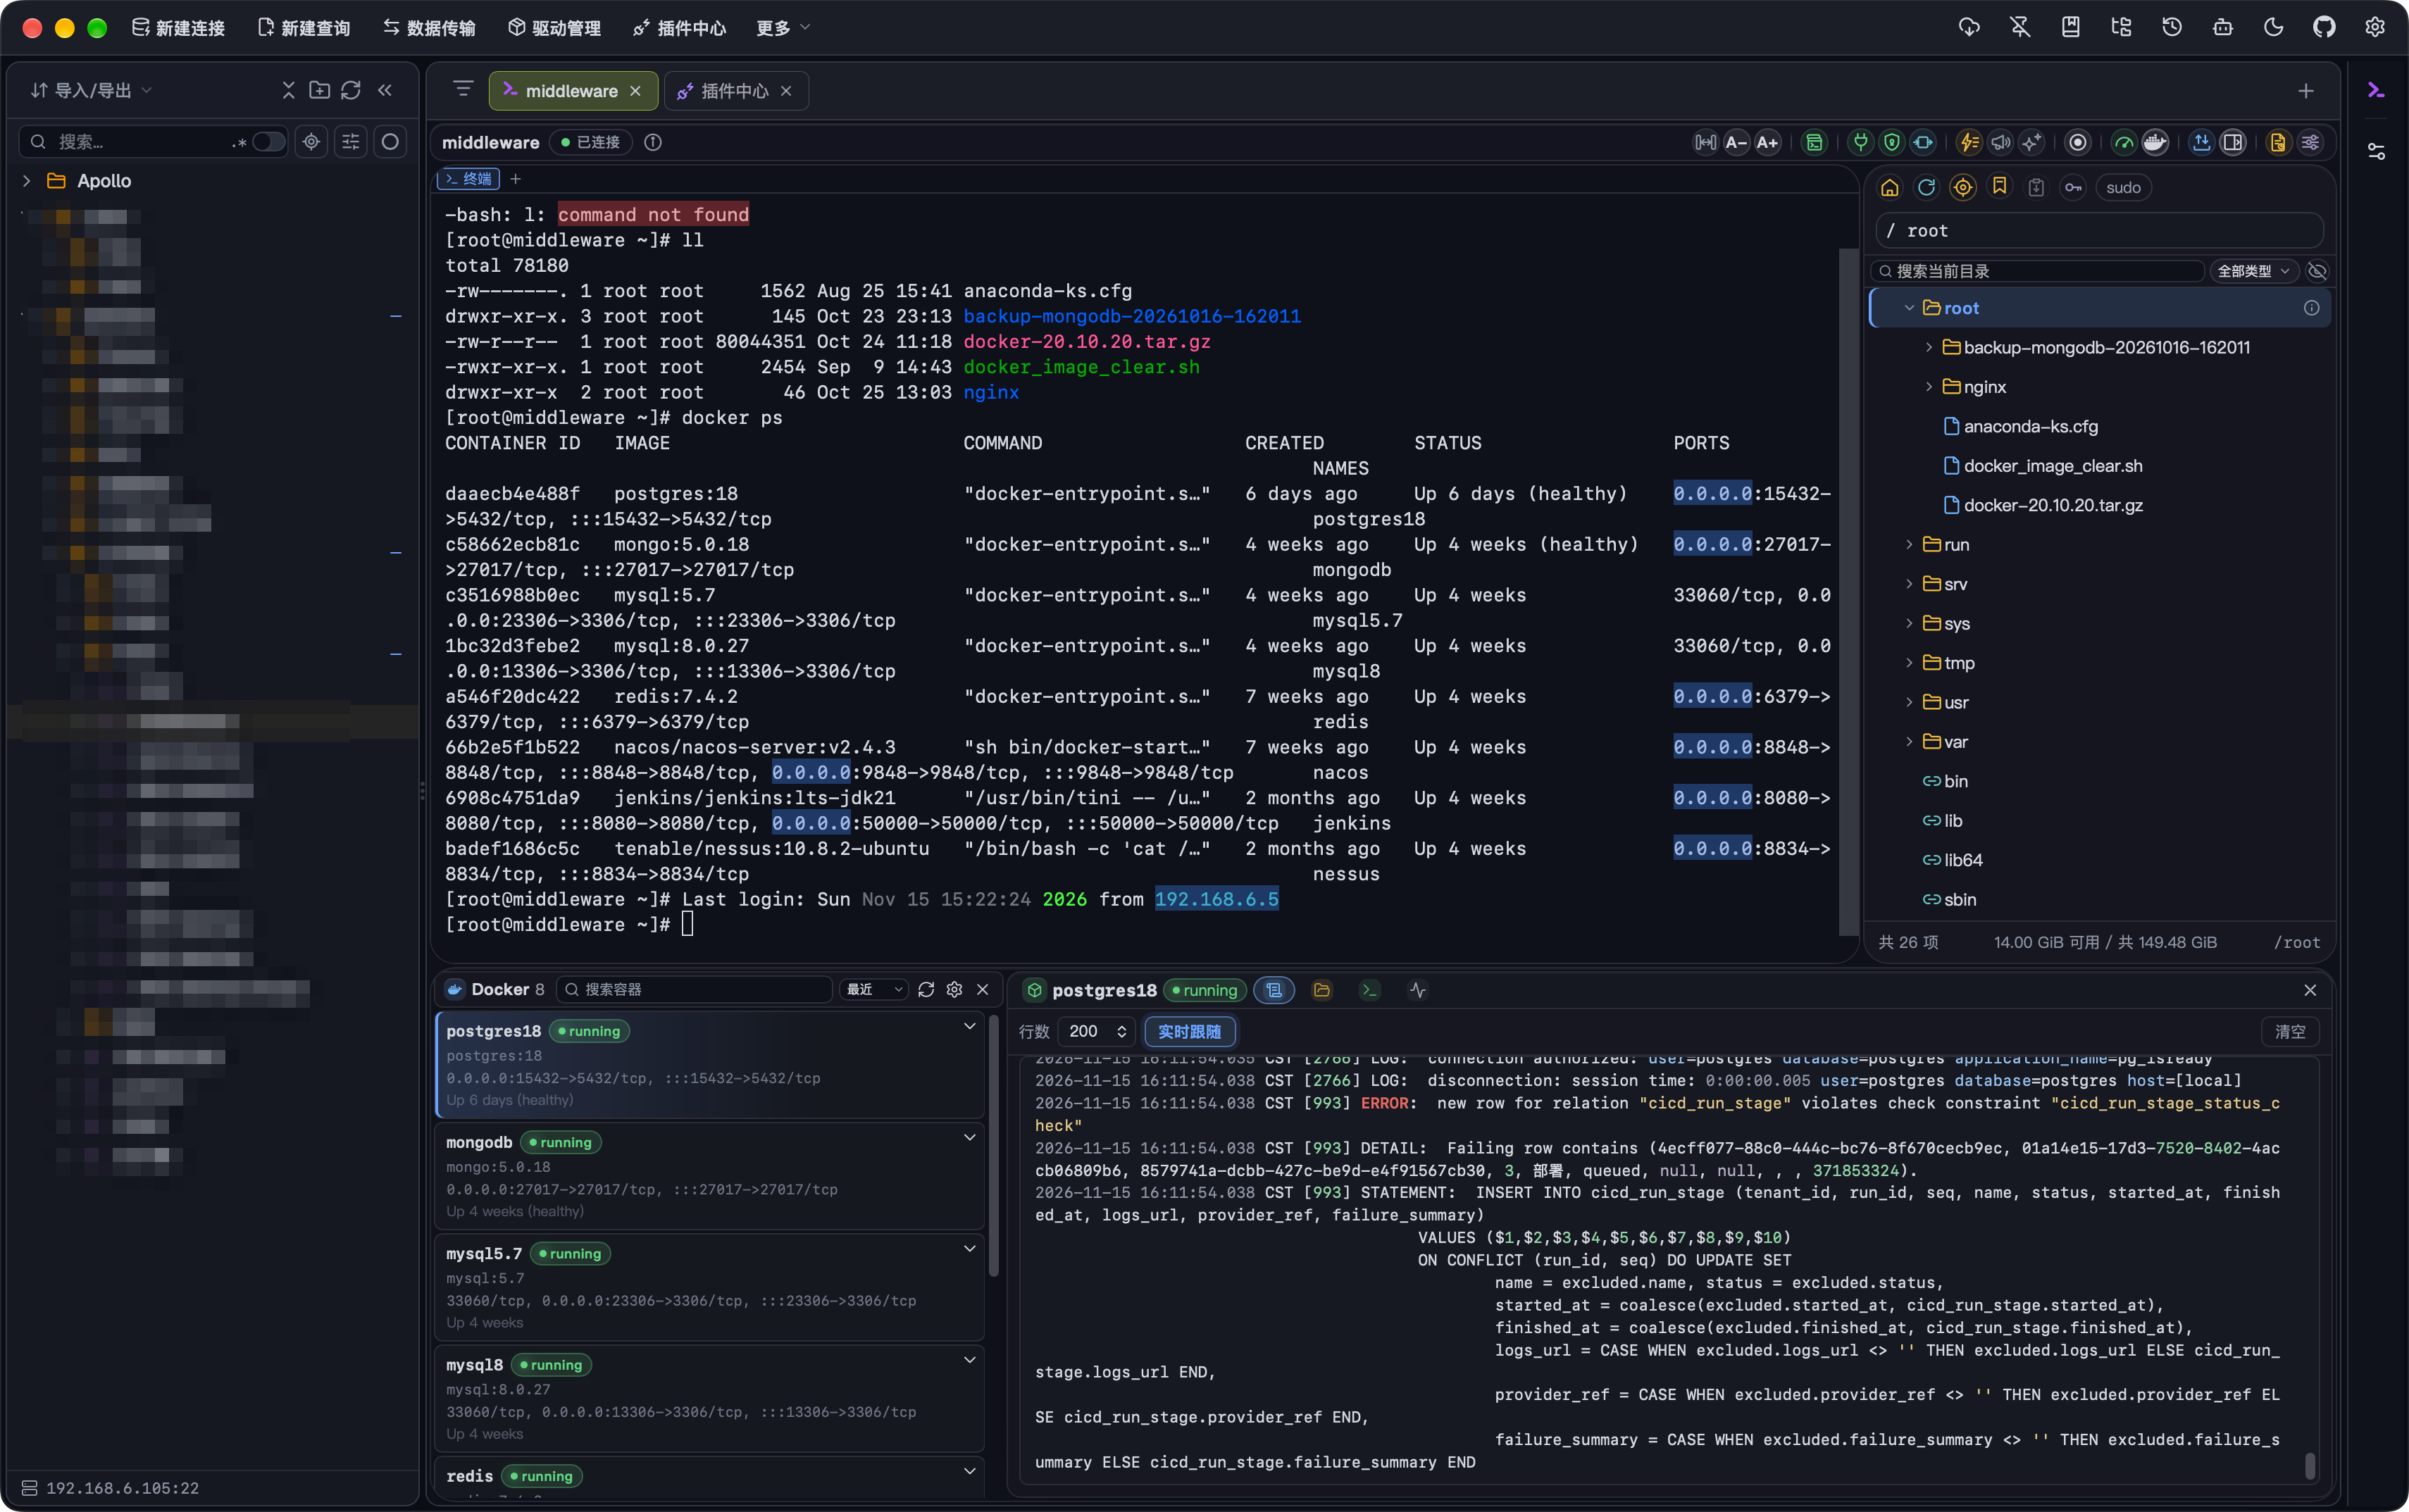 新建连接 新建查询 数据传输 驱动管理 插件中心 更多
导入/导出
搜索... .*
Apollo
192.168.6.105:22
middleware 插件中心
middleware 已连接 A- A+
终端
-bash: l: command not found
[root@middleware ~]# ll
total 78180
-rw-------. 1 root root     1562 Aug 25 15:41 anaconda-ks.cfg
drwxr-xr-x. 3 root root      145 Oct 23 23:13 backup-mongodb-20261016-162011
-rw-r--r--  1 root root 80044351 Oct 24 11:18 docker-20.10.20.tar.gz
-rwxr-xr-x. 1 root root     2454 Sep  9 14:43 docker_image_clear.sh
drwxr-xr-x  2 root root       46 Oct 25 13:03 nginx
[root@middleware ~]# docker ps
CONTAINER ID   IMAGE                          COMMAND                  CREATED        STATUS                 PORTS
NAMES
daaecb4e488f   postgres:18                    "docker-entrypoint.s…"   6 days ago     Up 6 days (healthy)    0.0.0.0:15432-
>5432/tcp, :::15432->5432/tcp                                                postgres18
c58662ecb81c   mongo:5.0.18                   "docker-entrypoint.s…"   4 weeks ago    Up 4 weeks (healthy)   0.0.0.0:27017-
>27017/tcp, :::27017->27017/tcp                                              mongodb
c3516988b0ec   mysql:5.7                      "docker-entrypoint.s…"   4 weeks ago    Up 4 weeks             33060/tcp, 0.0
.0.0:23306->3306/tcp, :::23306->3306/tcp                                     mysql5.7
1bc32d3febe2   mysql:8.0.27                   "docker-entrypoint.s…"   4 weeks ago    Up 4 weeks             33060/tcp, 0.0
.0.0:13306->3306/tcp, :::13306->3306/tcp                                     mysql8
a546f20dc422   redis:7.4.2                    "docker-entrypoint.s…"   7 weeks ago    Up 4 weeks             0.0.0.0:6379->
6379/tcp, :::6379->6379/tcp                                                  redis
66b2e5f1b522   nacos/nacos-server:v2.4.3      "sh bin/docker-start…"   7 weeks ago    Up 4 weeks             0.0.0.0:8848->
8848/tcp, :::8848->8848/tcp, 0.0.0.0:9848->9848/tcp, :::9848->9848/tcp       nacos
6908c4751da9   jenkins/jenkins:lts-jdk21      "/usr/bin/tini -- /u…"   2 months ago   Up 4 weeks             0.0.0.0:8080->
8080/tcp, :::8080->8080/tcp, 0.0.0.0:50000->50000/tcp, :::50000->50000/tcp   jenkins
badef1686c5c   tenable/nessus:10.8.2-ubuntu   "/bin/bash -c 'cat /…"   2 months ago   Up 4 weeks             0.0.0.0:8834->
8834/tcp, :::8834->8834/tcp                                                  nessus
[root@middleware ~]# Last login: Sun Nov 15 15:22:24 2026 from 192.168.6.5
[root@middleware ~]#
sudo
/ root
搜索当前目录 全部类型
root
backup-mongodb-20261016-162011
nginx
anaconda-ks.cfg
docker_image_clear.sh
docker-20.10.20.tar.gz
run
srv
sys
tmp
usr
var
bin
lib
lib64
sbin
共 26 项 14.00 GiB 可用 / 共 149.48 GiB /root
Docker 8 搜索容器 最近
postgres18 running
postgres:18
0.0.0.0:15432->5432/tcp, :::15432->5432/tcp
Up 6 days (healthy)
mongodb running
mongo:5.0.18
0.0.0.0:27017->27017/tcp, :::27017->27017/tcp
Up 4 weeks (healthy)
mysql5.7 running
mysql:5.7
33060/tcp, 0.0.0.0:23306->3306/tcp, :::23306->3306/tcp
Up 4 weeks
mysql8 running
mysql:8.0.27
33060/tcp, 0.0.0.0:13306->3306/tcp, :::13306->3306/tcp
Up 4 weeks
redis running
postgres18 running
行数 200 实时跟随 清空
2026-11-15 16:11:54.035 CST [2766] LOG:  connection authorized: user=postgres database=postgres application_name=pg_isready
2026-11-15 16:11:54.038 CST [2766] LOG:  disconnection: session time: 0:00:00.005 user=postgres database=postgres host=[local]
2026-11-15 16:11:54.038 CST [993] ERROR:  new row for relation "cicd_run_stage" violates check constraint "cicd_run_stage_status_c
heck"
2026-11-15 16:11:54.038 CST [993] DETAIL:  Failing row contains (4ecff077-88c0-444c-bc76-8f670cecb9ec, 01a14e15-17d3-7520-8402-4ac
cb06809b6, 8579741a-dcbb-427c-be9d-e4f91567cb30, 3, 部署, queued, null, null, , , 371853324).
2026-11-15 16:11:54.038 CST [993] STATEMENT:  INSERT INTO cicd_run_stage (tenant_id, run_id, seq, name, status, started_at, finish
ed_at, logs_url, provider_ref, failure_summary)
VALUES ($1,$2,$3,$4,$5,$6,$7,$8,$9,$10)
ON CONFLICT (run_id, seq) DO UPDATE SET
name = excluded.name, status = excluded.status,
started_at = coalesce(excluded.started_at, cicd_run_stage.started_at),
finished_at = coalesce(excluded.finished_at, cicd_run_stage.finished_at),
logs_url = CASE WHEN excluded.logs_url <> '' THEN excluded.logs_url ELSE cicd_run_
stage.logs_url END,
provider_ref = CASE WHEN excluded.provider_ref <> '' THEN excluded.provider_ref EL
SE cicd_run_stage.provider_ref END,
failure_summary = CASE WHEN excluded.failure_summary <> '' THEN excluded.failure_s
ummary ELSE cicd_run_stage.failure_summary END